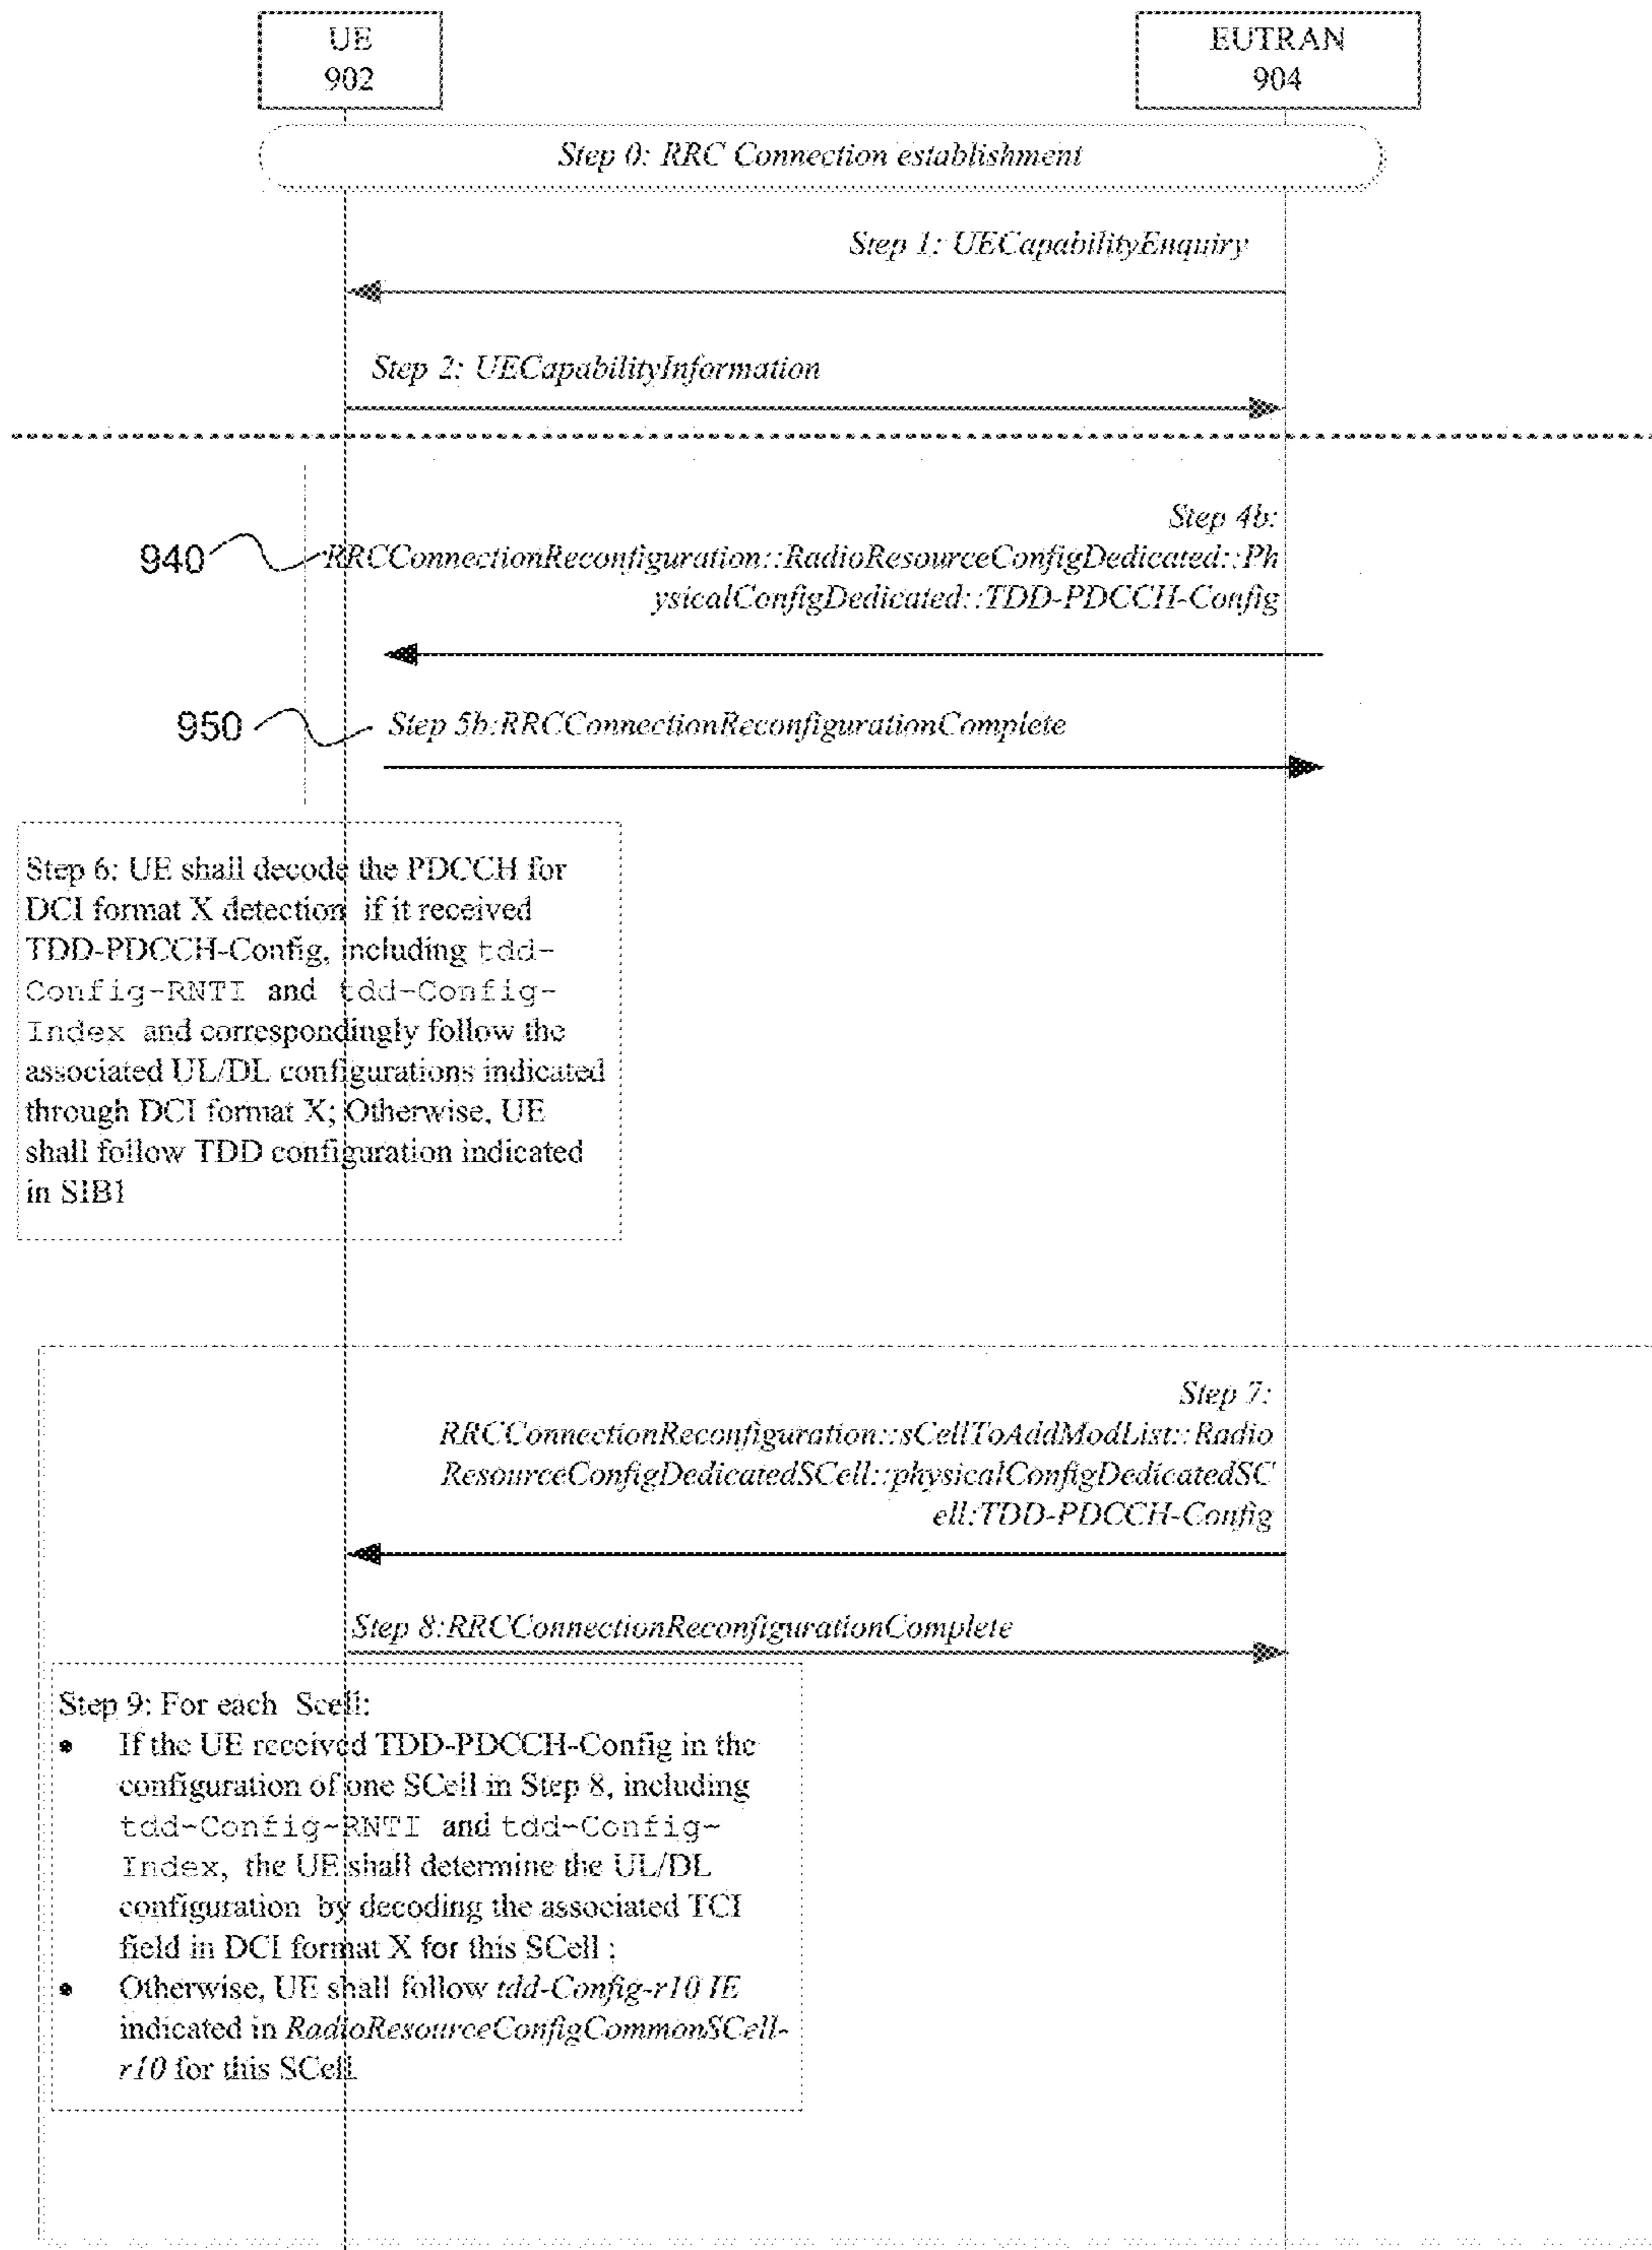 UE
902
EUTRAN
904
Step 0: RRC Connection establishment
Step 1: UECapabilityEnquiry
Step 2: UECapabilityInformation
Step 4b:
940
RRCConnectionReconfiguration::RadioResourceConfigDedicated::Ph
ysicalConfigDedicated::TDD-PDCCH-Config
950
Step 5b:RRCConnectionReconfigurationComplete
Step 6: UE shall decode the PDCCH for
DCI format X detection if it received
TDD-PDCCH-Config, including tdd-
Config-RNTI and tdd-Config-
Index and correspondingly follow the
associated UL/DL configurations indicated
through DCI format X; Otherwise, UE
shall follow TDD configuration indicated
in SIB1
Step 7:
RRCConnectionReconfiguration::sCellToAddModList::Radio
ResourceConfigDedicatedSCell::physicalConfigDedicatedSC
ell:TDD-PDCCH-Config
Step 8:RRCConnectionReconfigurationComplete
Step 9: For each Scell:
• If the UE received TDD-PDCCH-Config in the
configuration of one SCell in Step 8, including
tdd-Config-RNTI and tdd-Config-
Index, the UE shall determine the UL/DL
configuration by decoding the associated TCI
field in DCI format X for this SCell ;
• Otherwise, UE shall follow tdd-Config-r10 IE
indicated in RadioResourceConfigCommonSCell-
r10 for this SCell.